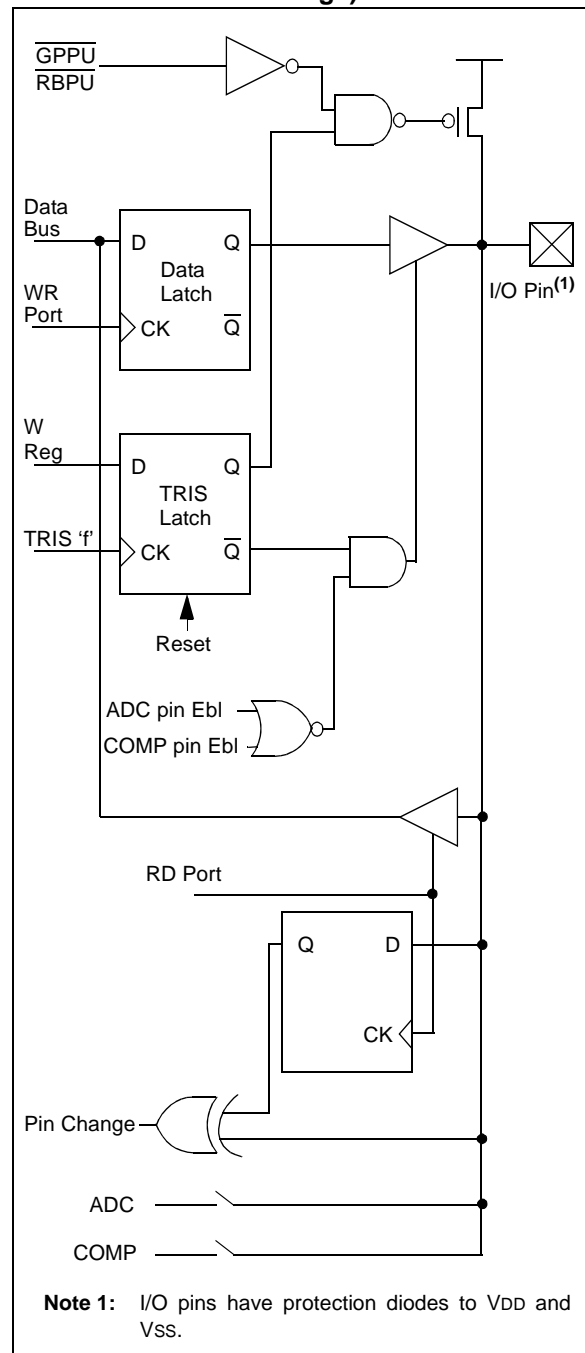 GPPU
RBPU
Data
Bus
D
Q
Data
Latch
WR
Port
CK
Q
I/O Pin(1)
W
Reg
D
Q
TRIS
Latch
TRIS ‘f’
CK
Q
Reset
ADC pin Ebl
COMP pin Ebl
RD Port
Q
D
CK
Pin Change
ADC
COMP
Note 1: I/O pins have protection diodes to VDD and
VSS.